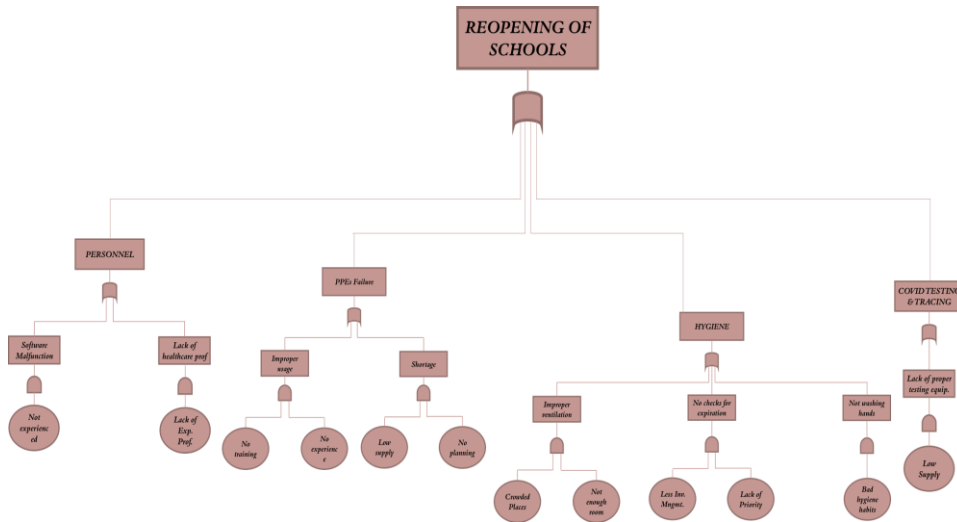 REOPENING OF
SCHOOLS
PERSONNEL
PPEs Failure
COVID TESTING
& TRACING
HYGIENE
Software
Malfunction
Lack of
healthcare prof
Improper
usage
Shortage
Lack of proper
testing equip.
Improper
ventilation
No checks for
expiration
Not washing
hands
Not
experien
ced
Lack of
Exp.
Prof.
No
training
No
experienc
e
Low
supply
No
planning
Low
Supply
Crowded
Places
Not
enough
room
Less Inv.
Mngmt.
Lack of
Priority
Bad
hygiene
habits